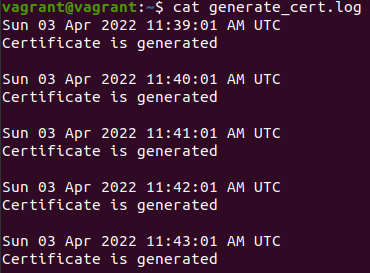 vagrant@vagrant:~$ cat generate_cert.log
Sun 03 Apr 2022 11:39:01 AM UTC
Certificate is generated
Sun 03 Apr 2022 11:40:01 AM UTC
Certificate is generated
Sun 03 Apr 2022 11:41:01 AM UTC
Certificate is generated
Sun 03 Apr 2022 11:42:01 AM UTC
Certificate is generated
Sun 03 Apr 2022 11:43:01 AM UTC
Certificate is generated